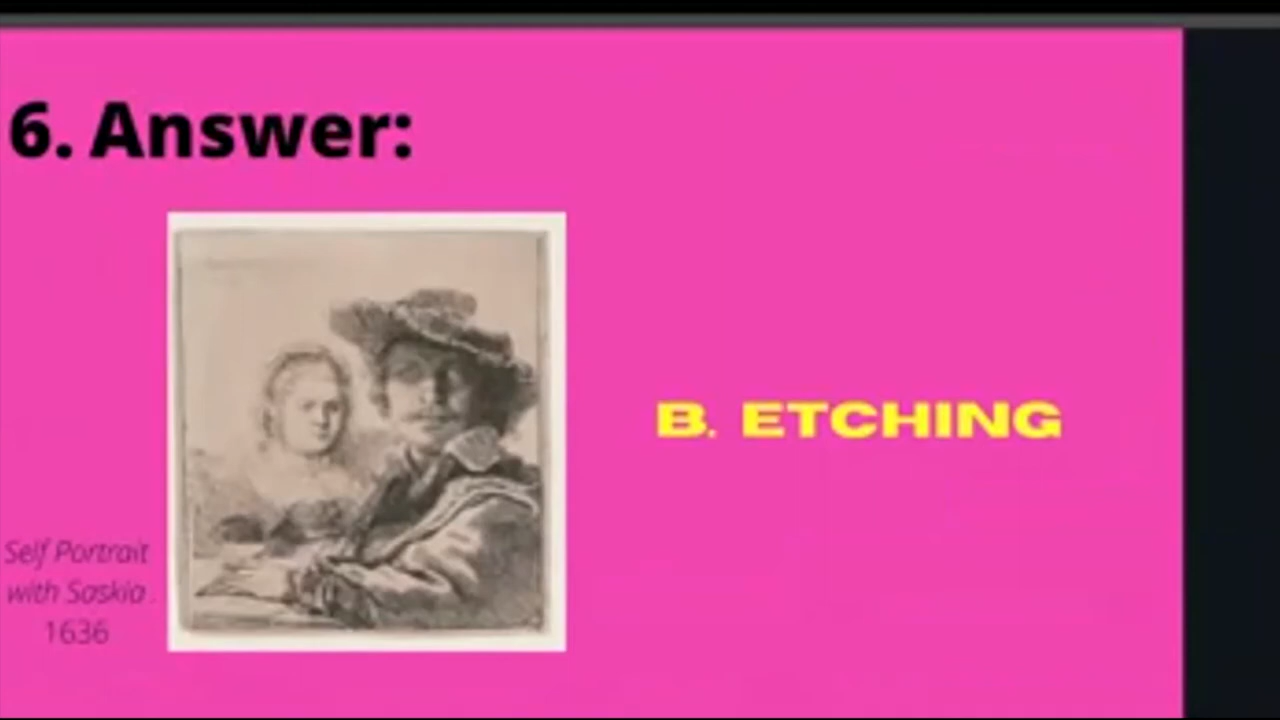 6. Answer:
B. ETCHING
Self Portrait
with Saskia.
1636